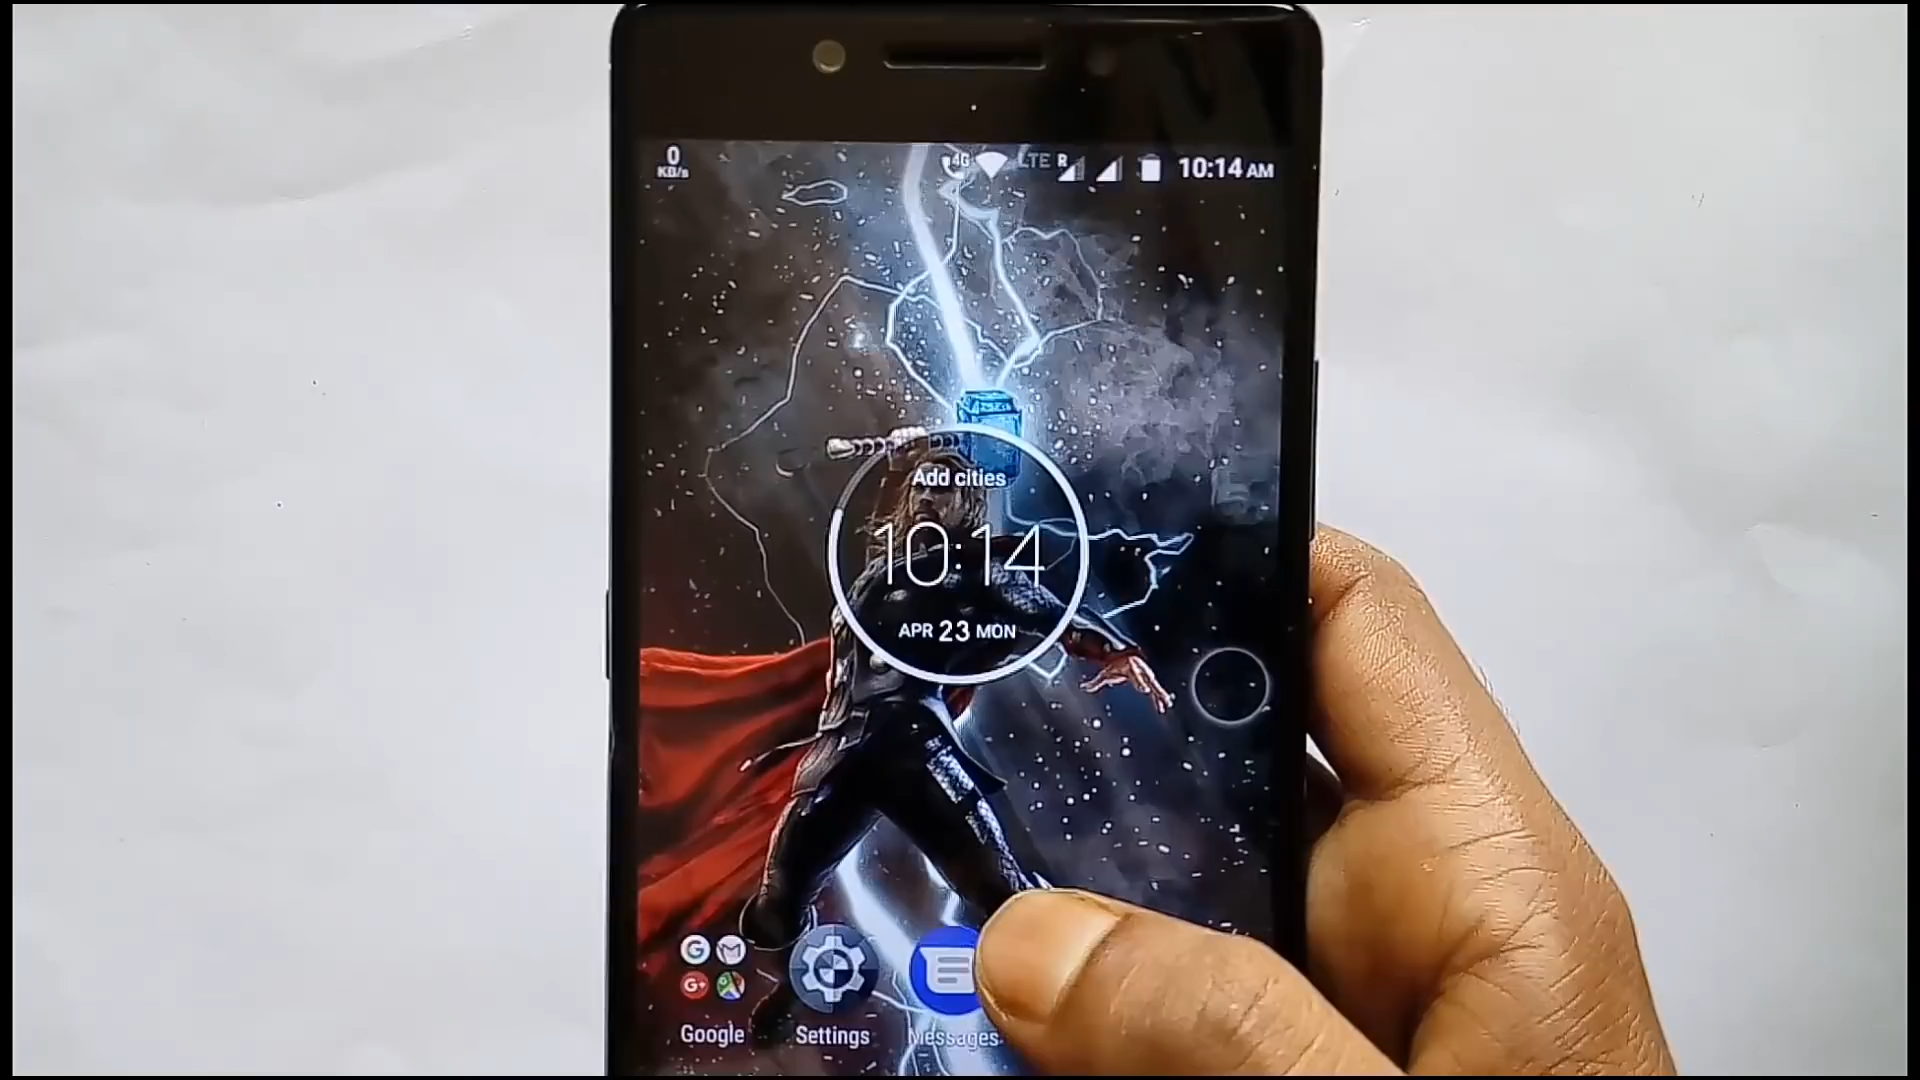 0
KB/s
4G
LTE R
10:14 AM
Add cities
10:14
APR 23 MON
G
G+
Google
Settings
Messages